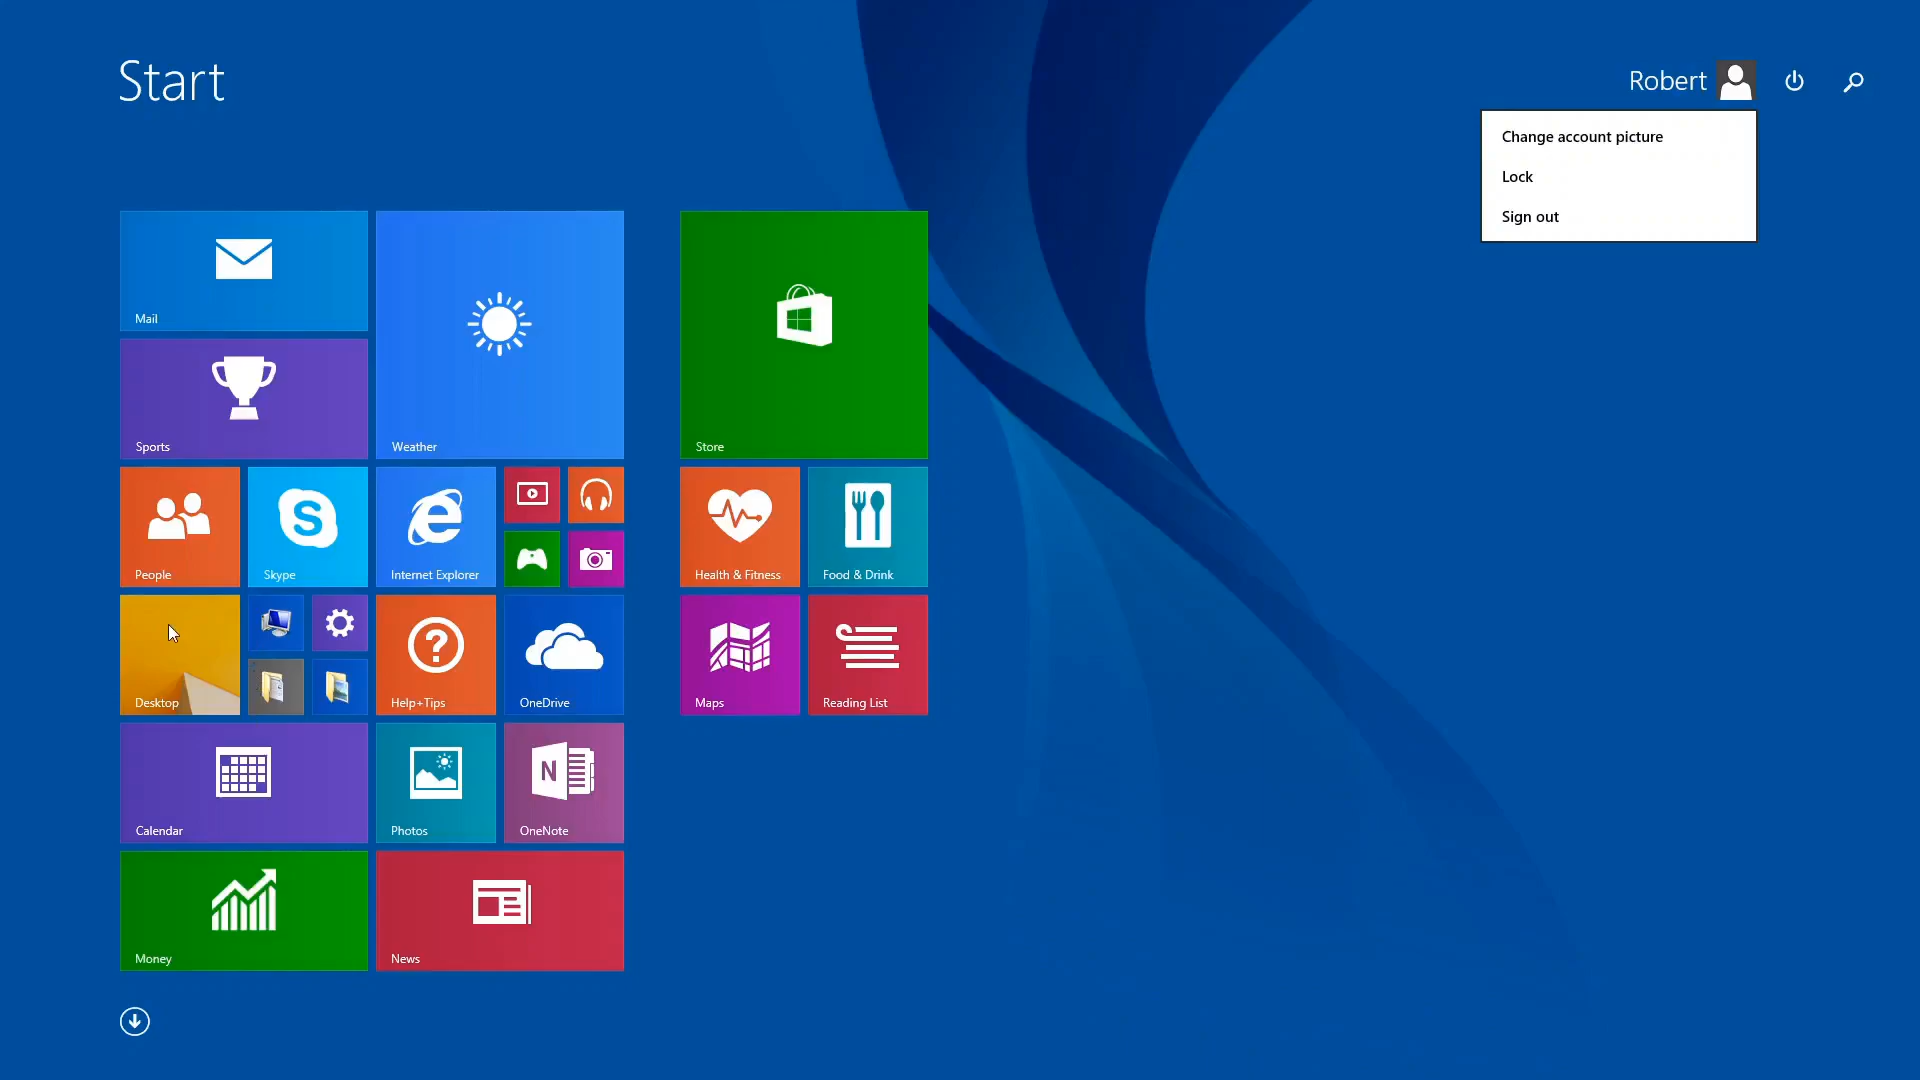 Start
Robert
Change account picture
Lock
Sign out
Mail
Sports
Weather
Store
People
Skype
Internet Explorer
Health & Fitness
Food & Drink
Desktop
Help+Tips
OneDrive
Maps
Reading List
Calendar
Photos
OneNote
Money
News